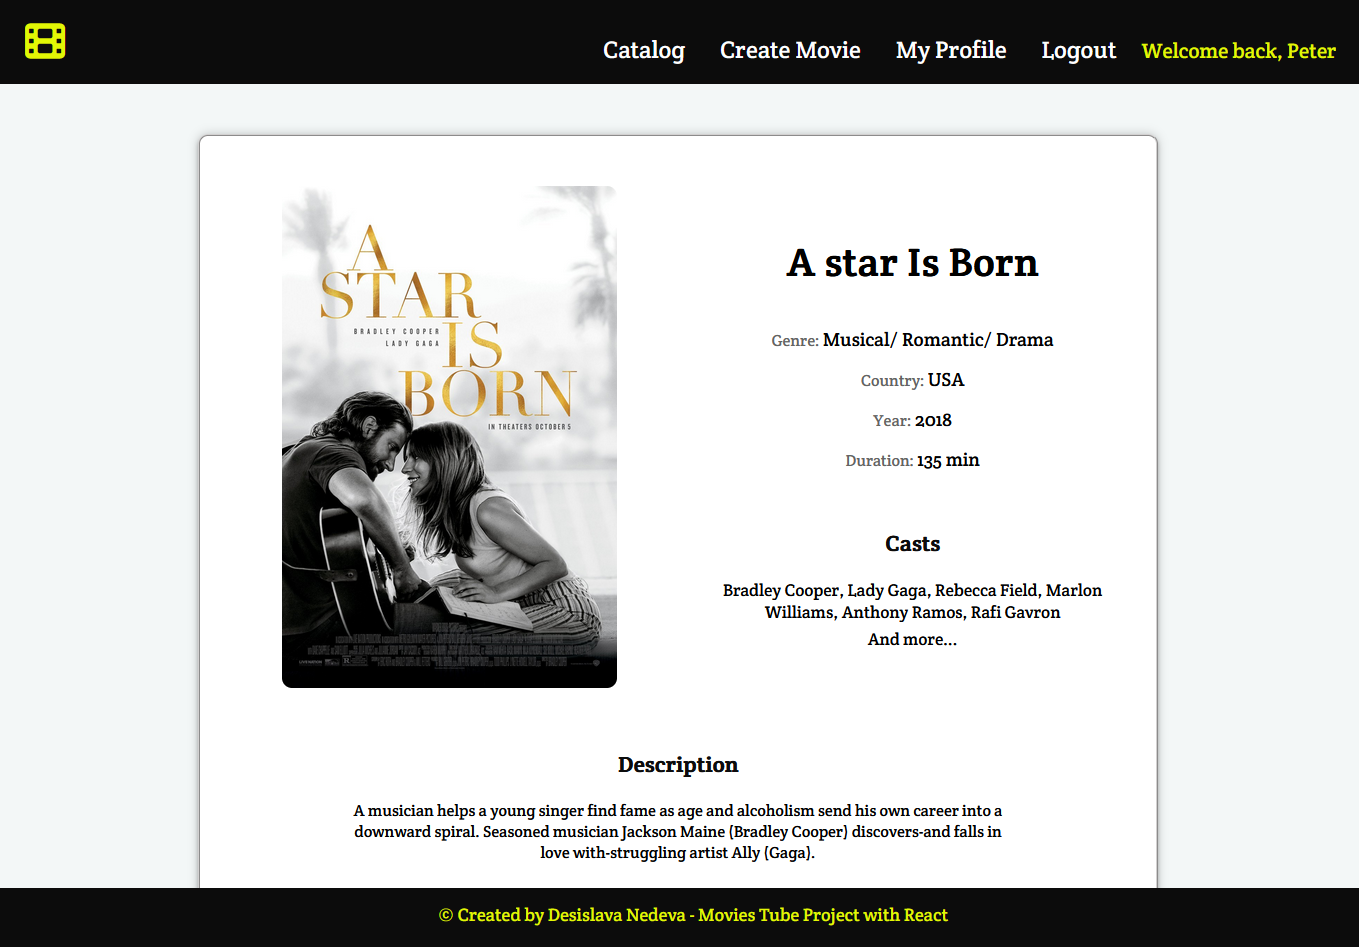 Catalog Create Movie My Profile Logout Welcome back, Peter
A
STAR
IS
BORN
BRADLEY COOPER
LADY GAGA
IN THEATERS OCTOBER 5
A star Is Born
Genre: Musical/ Romantic/ Drama
Country: USA
Year: 2018
Duration: 135 min
Casts
Bradley Cooper, Lady Gaga, Rebecca Field, Marlon
Williams, Anthony Ramos, Rafi Gavron
And more...
Description
A musician helps a young singer find fame as age and alcoholism send his own career into a
downward spiral. Seasoned musician Jackson Maine (Bradley Cooper) discovers-and falls in
love with-struggling artist Ally (Gaga).
© Created by Desislava Nedeva - Movies Tube Project with React